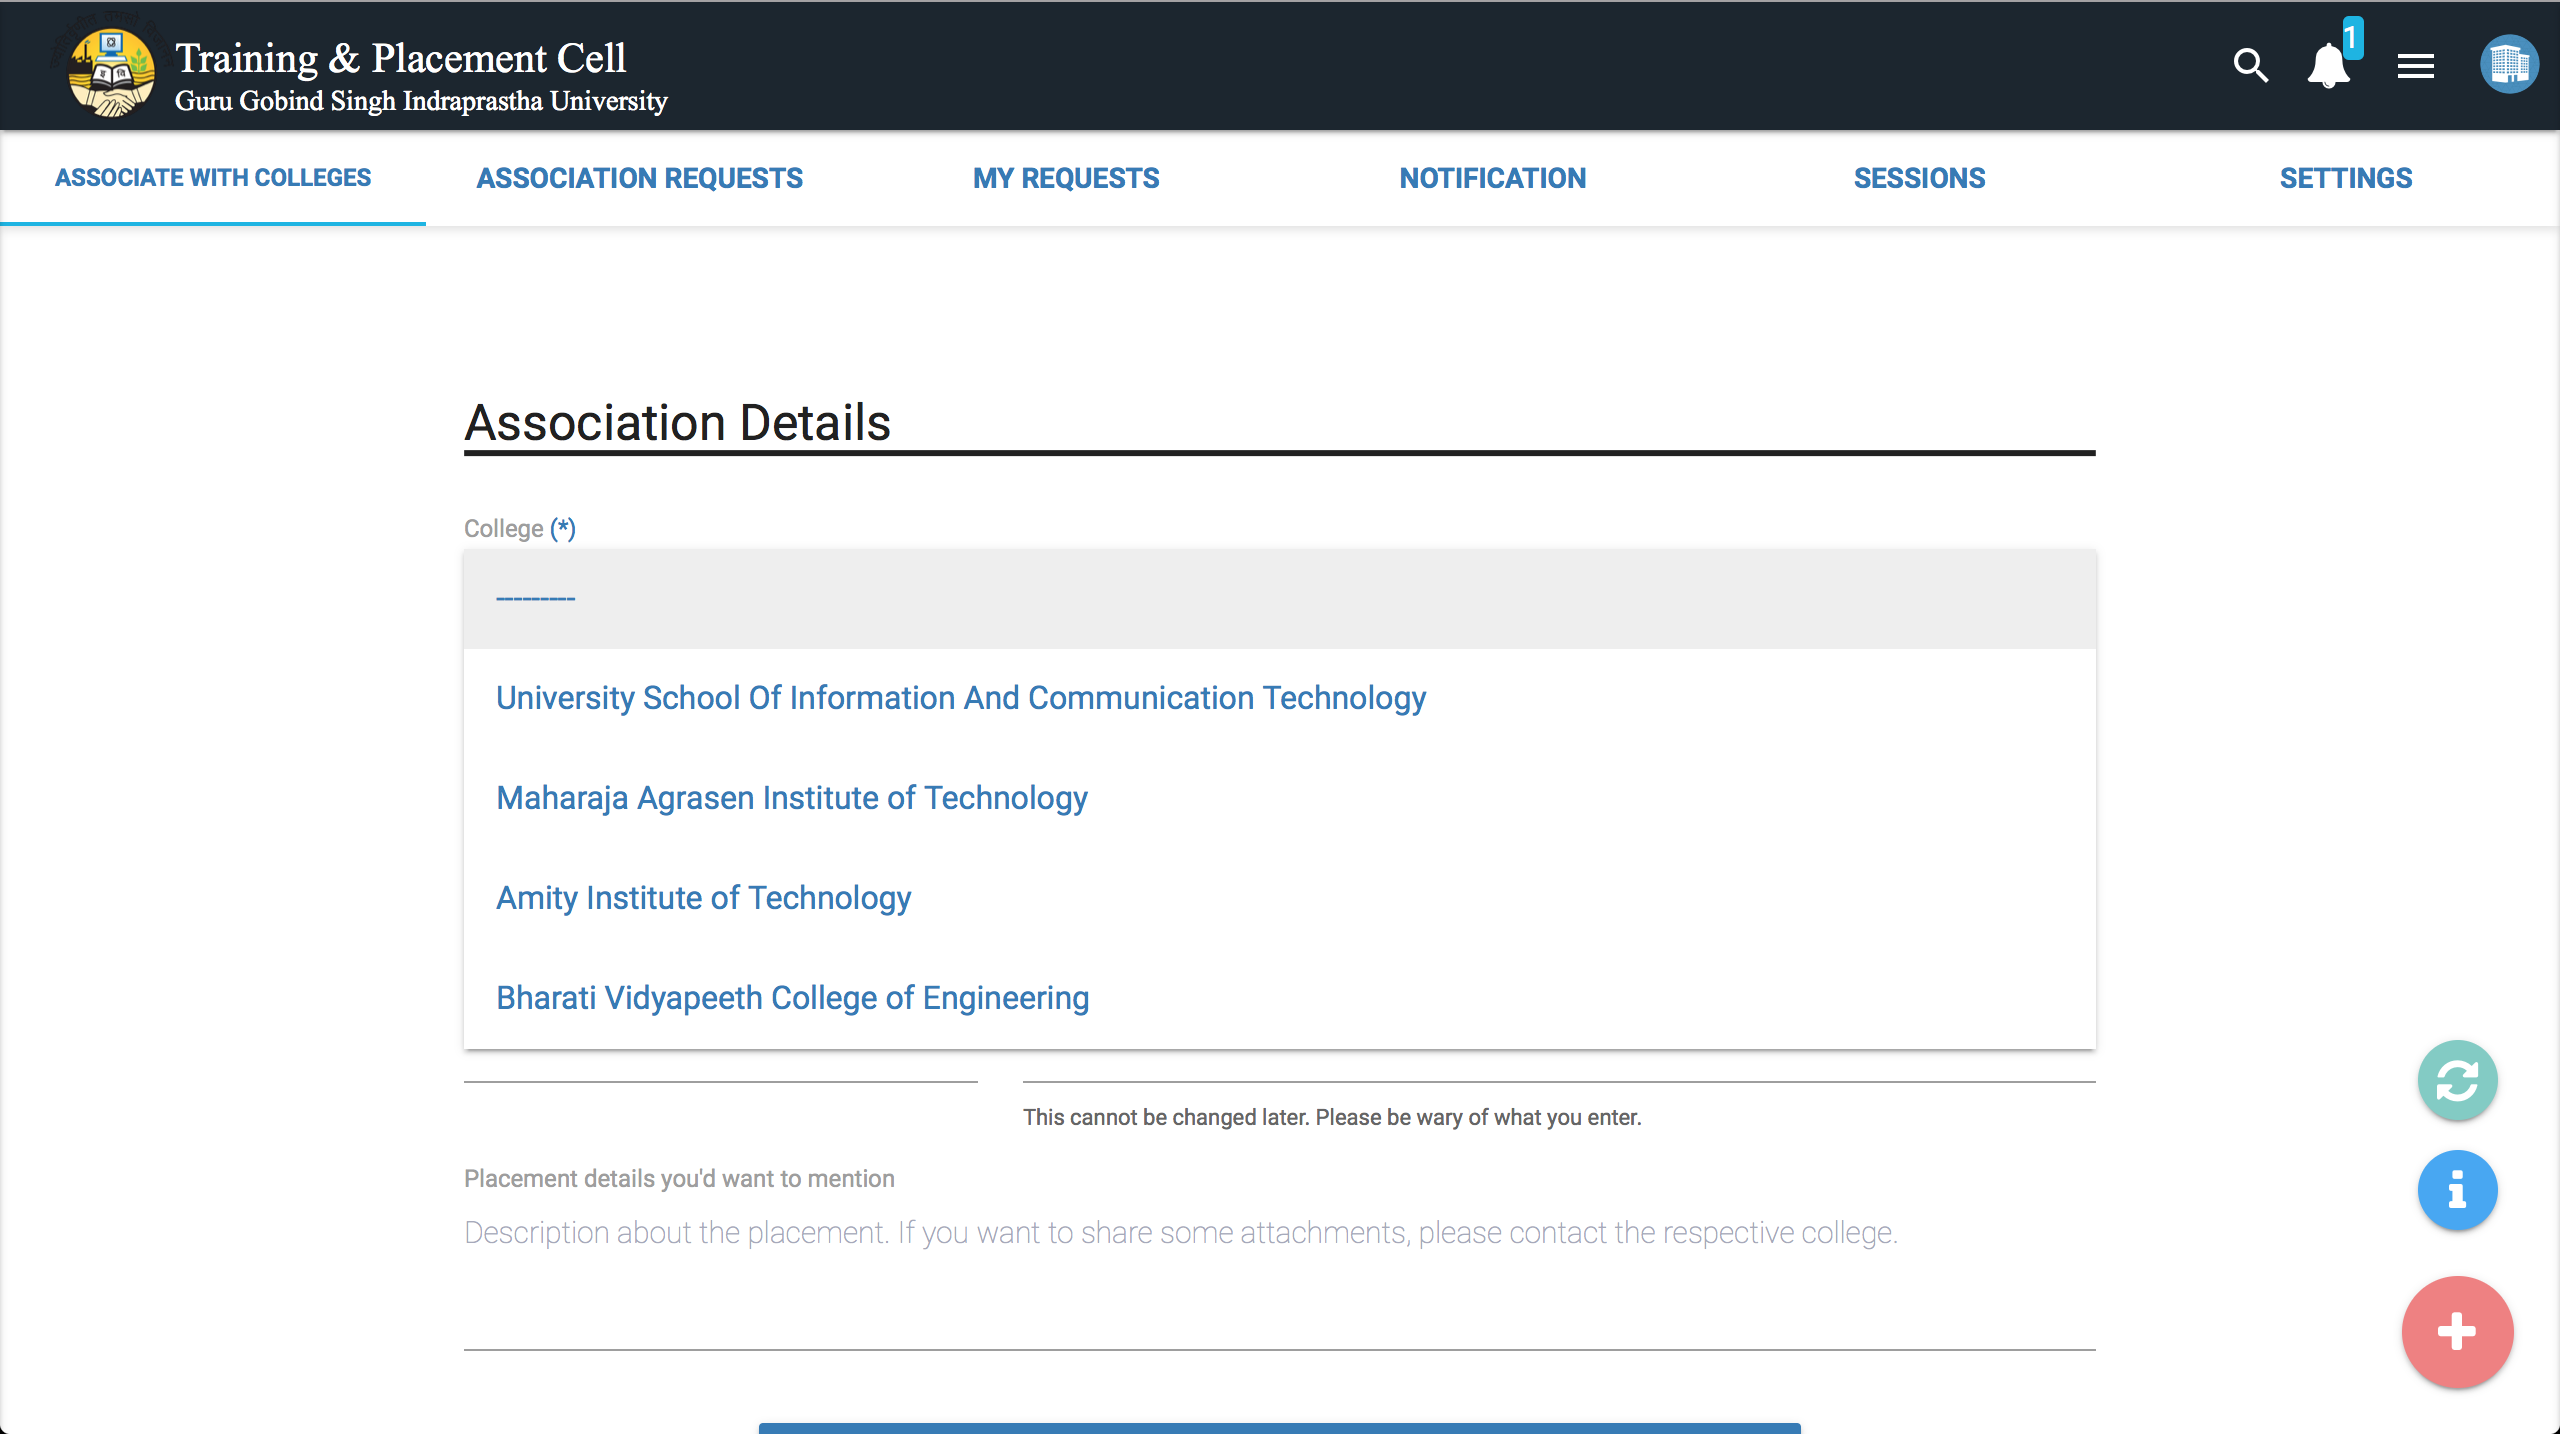 Training & Placement Cell
Guru Gobind Singh Indraprastha University
1
ASSOCIATE WITH COLLEGES
ASSOCIATION REQUESTS
MY REQUESTS
NOTIFICATION
SESSIONS
SETTINGS
Association Details
College (*)
---------
University School Of Information And Communication Technology
Maharaja Agrasen Institute of Technology
Amity Institute of Technology
Bharati Vidyapeeth College of Engineering
This cannot be changed later. Please be wary of what you enter.
Placement details you'd want to mention
Description about the placement. If you want to share some attachments, please contact the respective college.